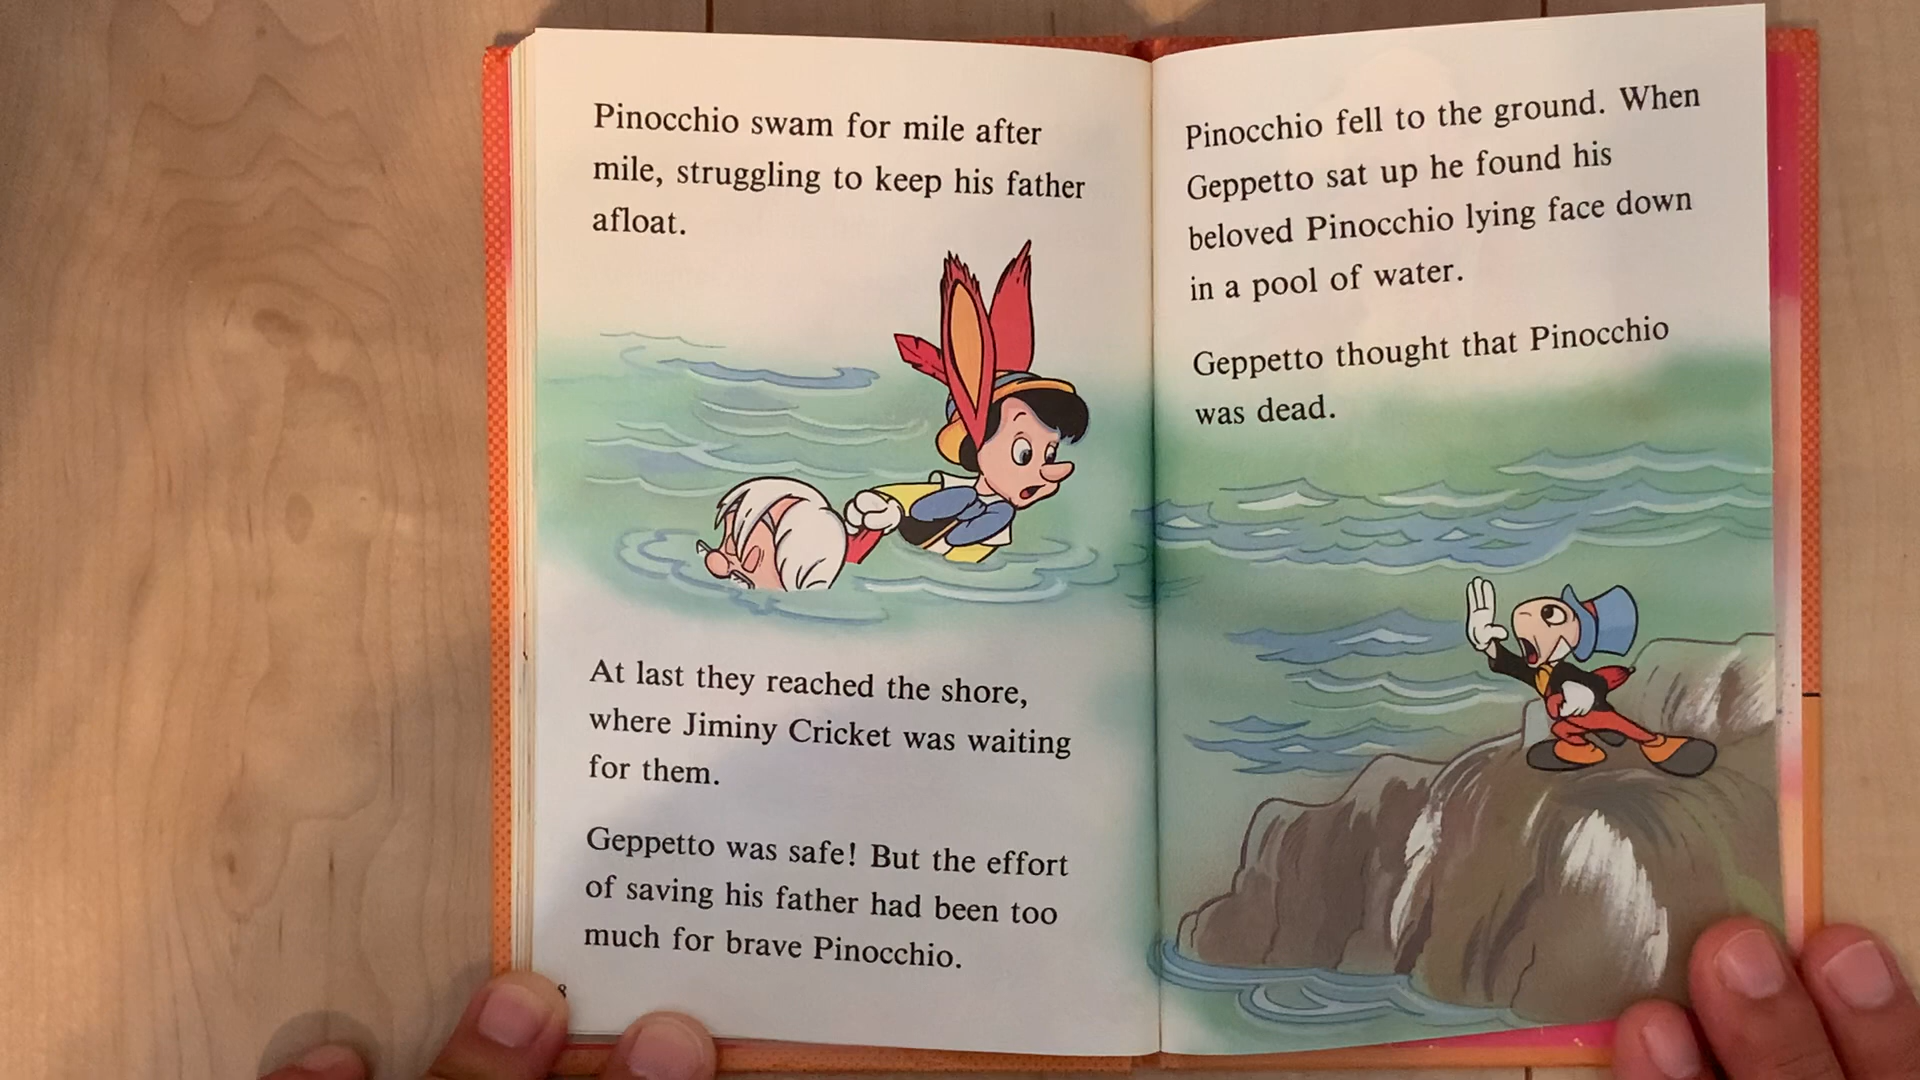 Pinocchio swam for mile after
mile, struggling to keep his father
afloat.
At last they reached the shore,
where Jiminy Cricket was waiting
for them.
Geppetto was safe! But the effort
of saving his father had been too
much for brave Pinocchio.
8
Pinocchio fell to the ground. When
Geppetto sat up he found his
beloved Pinocchio lying face down
in a pool of water.
Geppetto thought that Pinocchio
was dead.